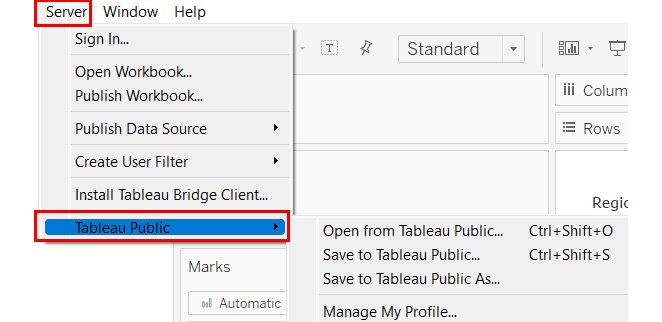 Server Window Help
Sign In...
Standard
Open Workbook...
Publish Workbook...
Colum
Publish Data Source
Rows
Create User Filter
Install Tableau Bridge Client...
Regio
Tableau Public
Open from Tableau Public... Ctrl+Shift+O
Save to Tableau Public... Ctrl+Shift+S
Save to Tableau Public As...
Manage My Profile...
Marks
Automatic